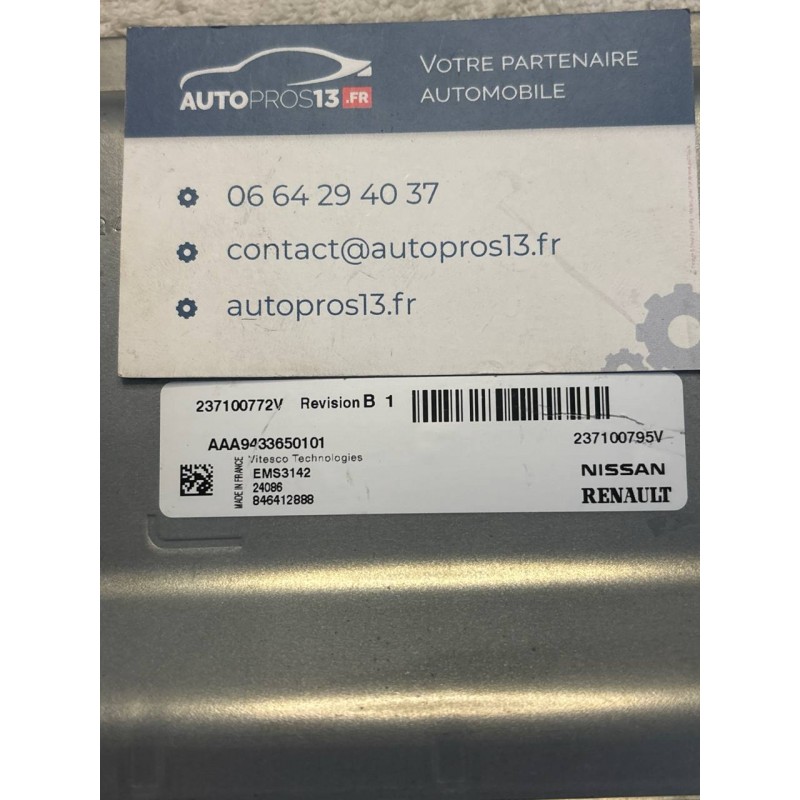 AUTOPROS13.FR
VOTRE PARTENAIRE
AUTOMOBILE
06 64 29 40 37
contact@autopros13.fr
autopros13.fr
237100772V Revision B 1
AAA9433650101
237100795V
Vitesco Technologies
MADE IN FRANCE
EMS3142
24086
846412888
NISSAN
RENAULT